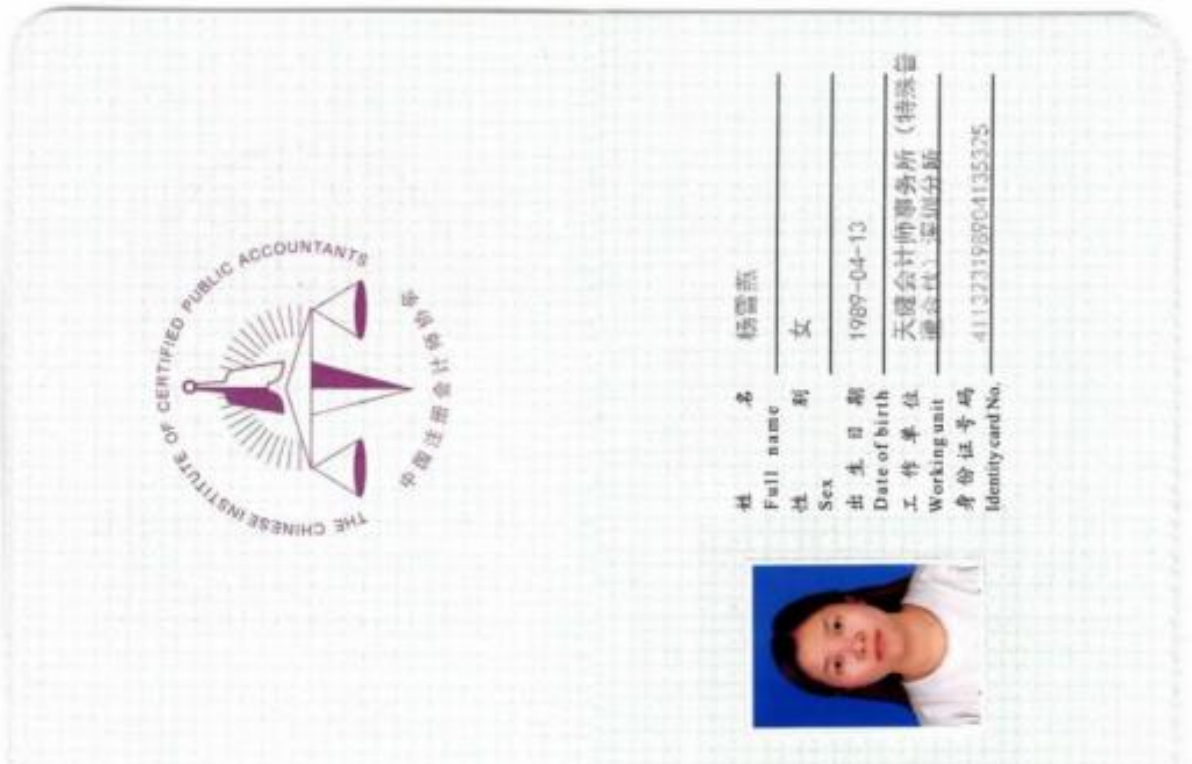 THE CHINESE INSTITUTE OF CERTIFIED PUBLIC ACCOUNTANTS
中国注册会计师协会
姓 名 杨雪燕
Full name
性 别 女
Sex
出 生 日 期 1989-04-13
Date of birth
工 作 单 位 天健会计师事务所（特殊普
通合伙）深圳分所
Working unit
身份证号码 411323198904135325
Identity card No.